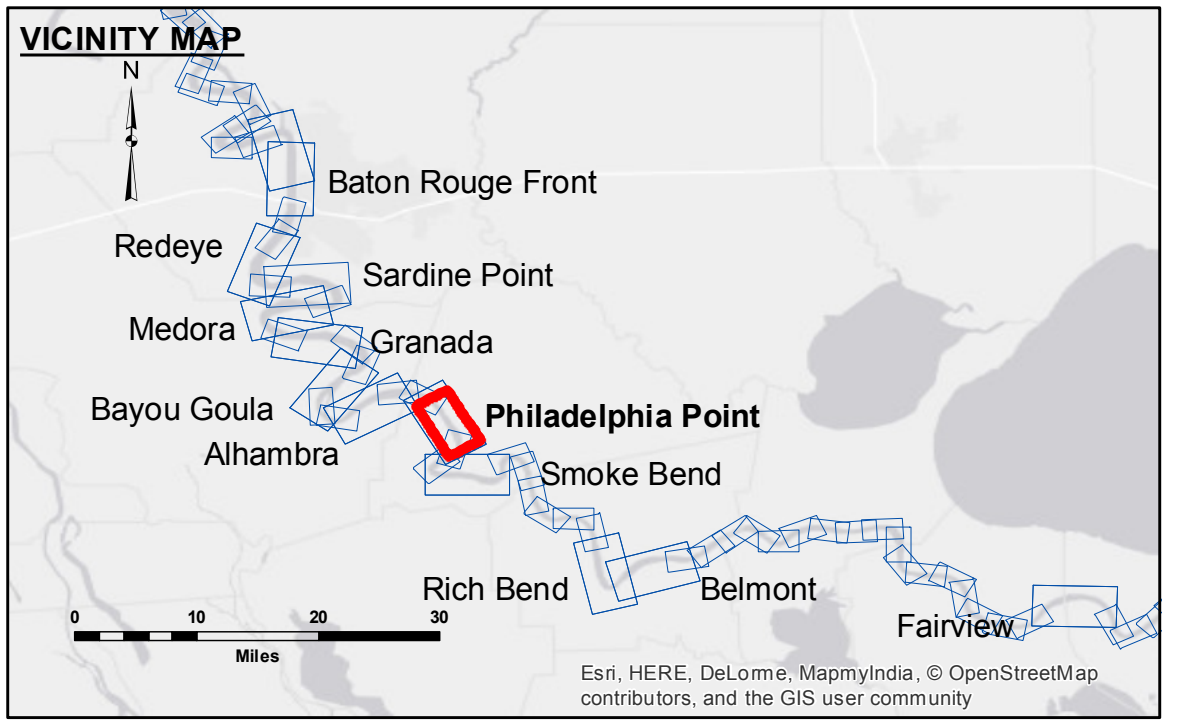 VICINITY MAP
N
Baton Rouge Front
Redeye
Sardine Point
Medora
Granada
Bayou Goula
Philadelphia Point
Alhambra
Smoke Bend
Rich Bend
Belmont
Fairview
0 10 20 30
Miles
Esri, HERE, DeLorme, MapmyIndia, © OpenStreetMap
contributors, and the GIS user community